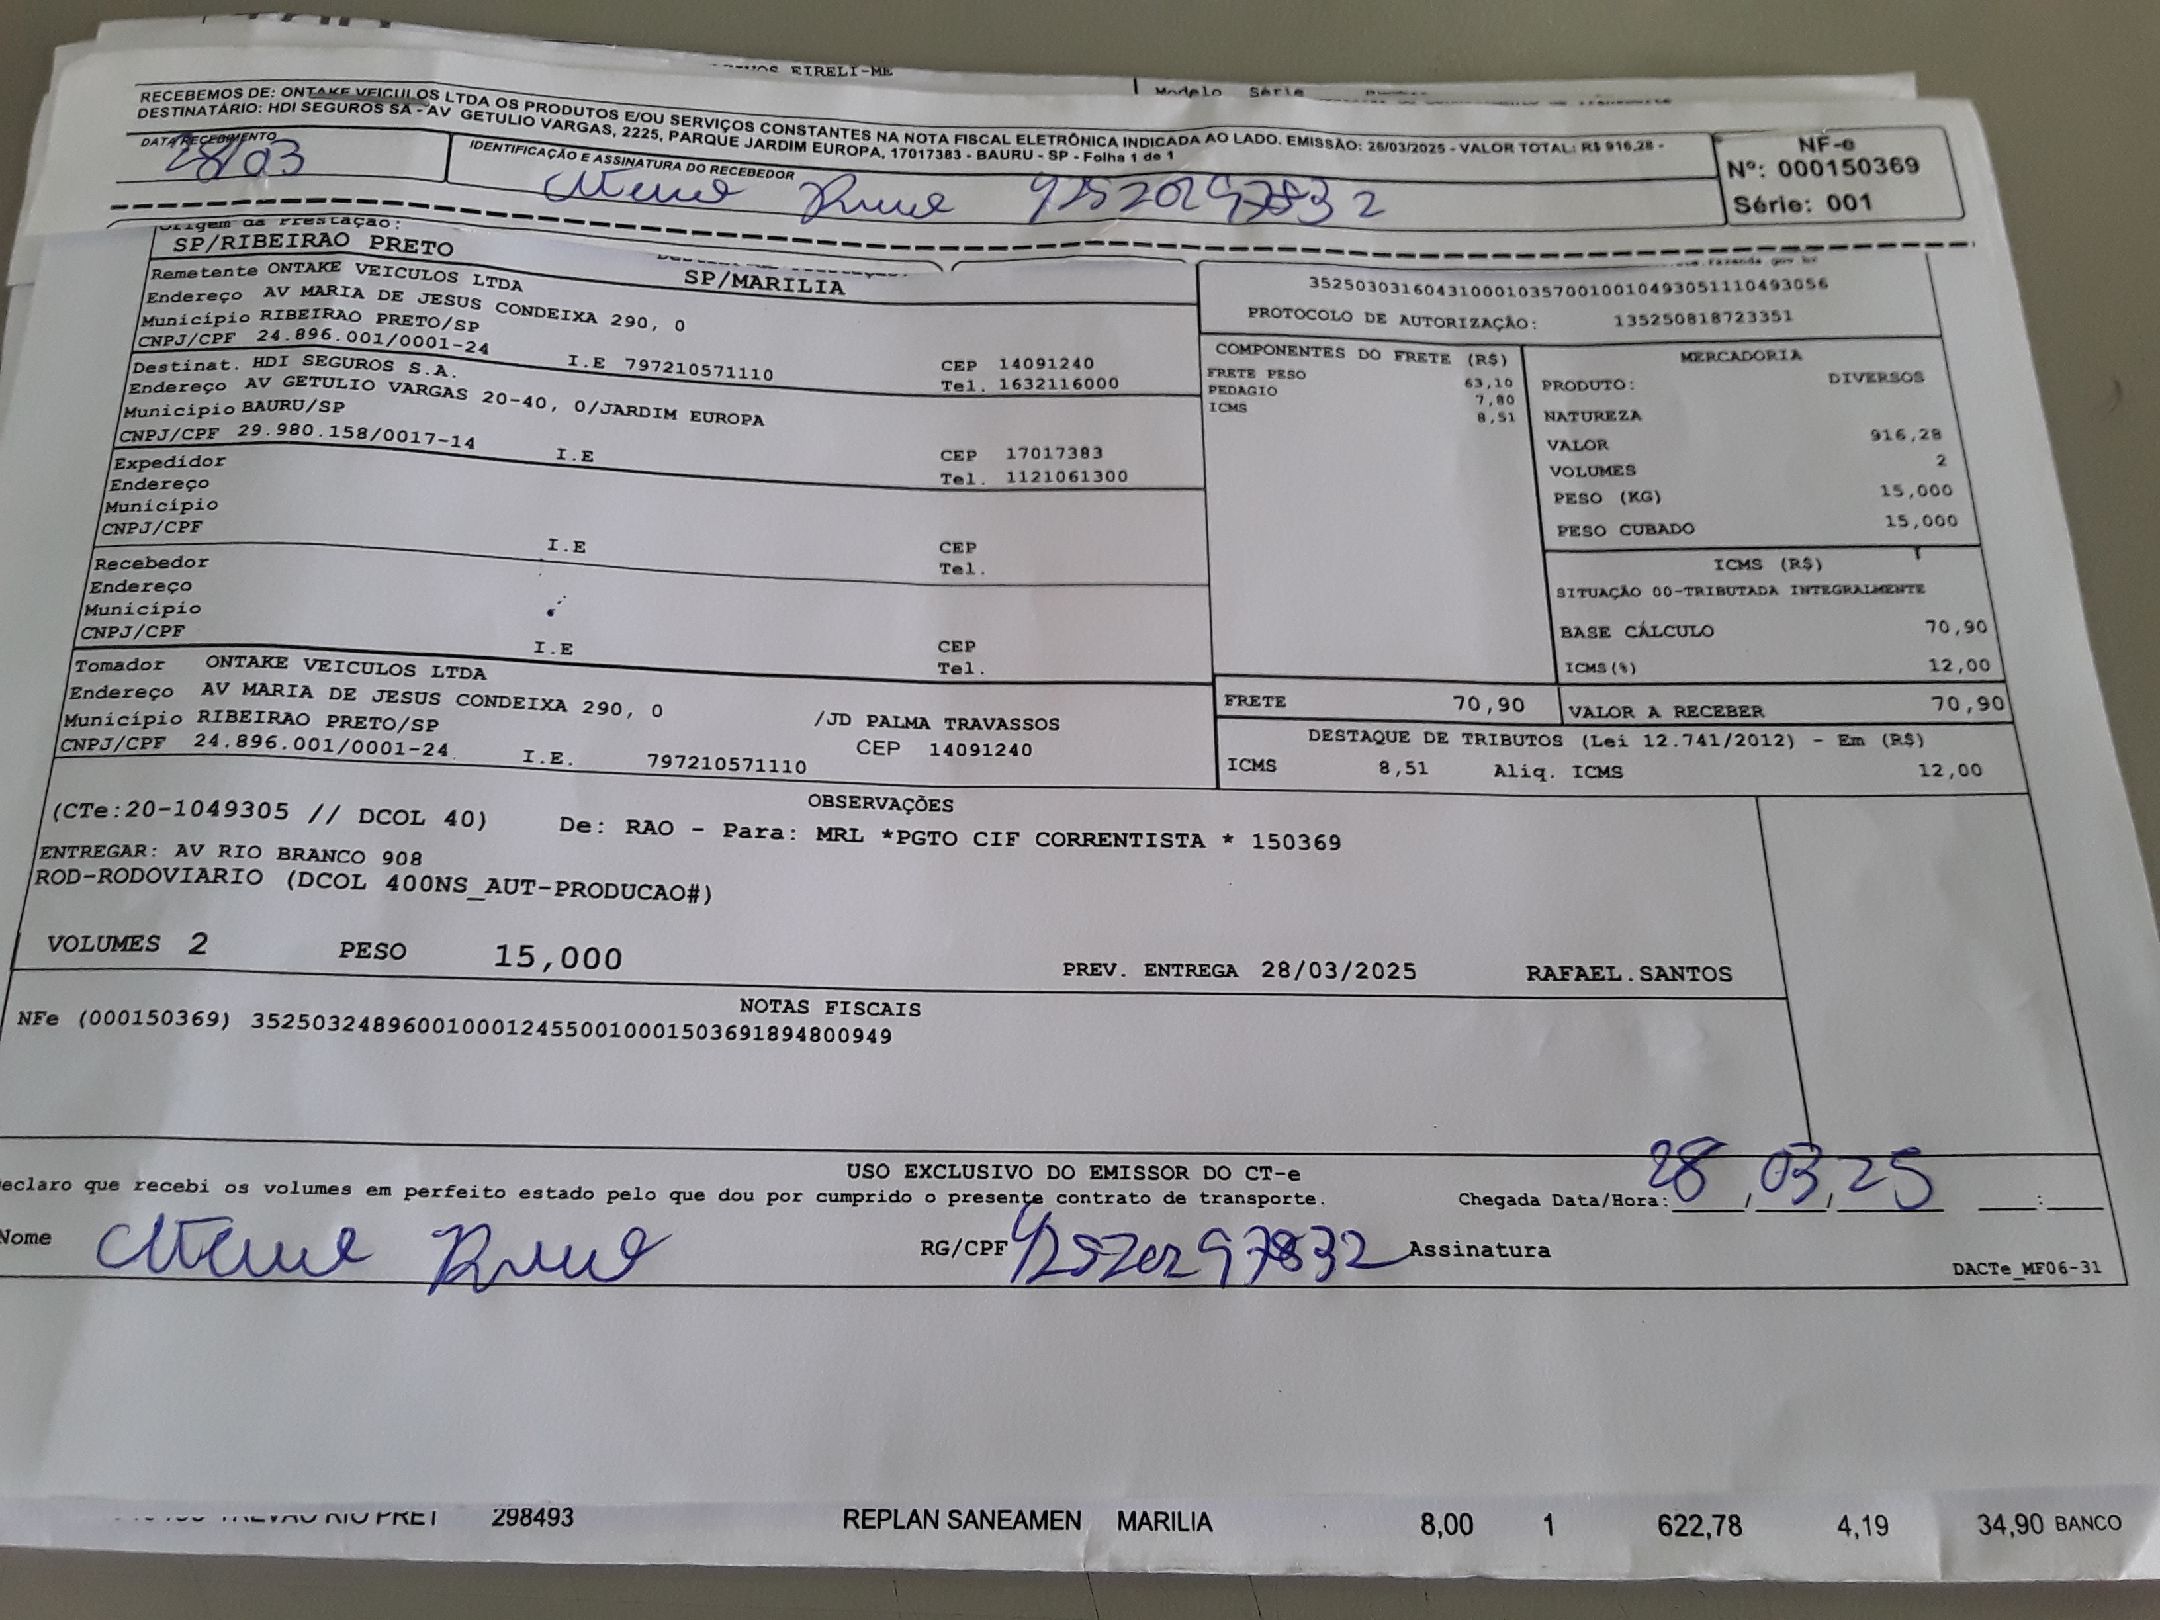 EIRELI-ME
Modelo Série
RECEBEMOS DE: ONTAKE VEICULOS LTDA OS PRODUTOS E/OU SERVIÇOS CONSTANTES NA NOTA FISCAL ELETRÔNICA INDICADA AO LADO. EMISSÃO: 26/03/2025 - VALOR TOTAL: R$ 916,28 -
DESTINATÁRIO: HDI SEGUROS SA - AV GETULIO VARGAS, 2225, PARQUE JARDIM EUROPA, 17017383 - BAURU - SP - Folha 1 de 1
NF-e
Nº: 000150369
Série: 001
DATA RECEBIMENTO
28/03
IDENTIFICAÇÃO E ASSINATURA DO RECEBEDOR
Origem da Prestação:
SP/RIBEIRAO PRETO
SP/MARILIA
35250303160431000103570010010493051110493056
PROTOCOLO DE AUTORIZAÇÃO: 135250818723351
Remetente ONTAKE VEICULOS LTDA
Endereço AV MARIA DE JESUS CONDEIXA 290, 0
Município RIBEIRAO PRETO/SP
CNPJ/CPF 24.896.001/0001-24 I.E 797210571110
CEP 14091240
Tel. 1632116000
Destinat. HDI SEGUROS S.A.
Endereço AV GETULIO VARGAS 20-40, 0/JARDIM EUROPA
Município BAURU/SP
CNPJ/CPF 29.980.158/0017-14 I.E
CEP 17017383
Tel. 1121061300
Expedidor
Endereço
Município
CNPJ/CPF I.E
CEP
Tel.
Recebedor
Endereço
Município
CNPJ/CPF I.E
CEP
Tel.
Tomador ONTAKE VEICULOS LTDA
Endereço AV MARIA DE JESUS CONDEIXA 290, 0 /JD PALMA TRAVASSOS
Município RIBEIRAO PRETO/SP CEP 14091240
CNPJ/CPF 24.896.001/0001-24 I.E. 797210571110
COMPONENTES DO FRETE (R$)
FRETE PESO 63,10
PEDAGIO 7,80
ICMS 8,51
MERCADORIA
PRODUTO: DIVERSOS
NATUREZA
VALOR 916,28
VOLUMES 2
PESO (KG) 15,000
PESO CUBADO 15,000
ICMS (R$)
SITUAÇÃO 00-TRIBUTADA INTEGRALMENTE
BASE CÁLCULO 70,90
ICMS(%) 12,00
FRETE 70,90 VALOR A RECEBER 70,90
DESTAQUE DE TRIBUTOS (Lei 12.741/2012) - Em (R$)
ICMS 8,51 Aliq. ICMS 12,00
OBSERVAÇÕES
(CTe:20-1049305 // DCOL 40) De: RAO - Para: MRL *PGTO CIF CORRENTISTA * 150369
ENTREGAR: AV RIO BRANCO 908
ROD-RODOVIARIO (DCOL 400NS_AUT-PRODUCAO#)
VOLUMES 2 PESO 15,000 PREV. ENTREGA 28/03/2025 RAFAEL.SANTOS
NOTAS FISCAIS
NFe (000150369) 35250324896001000124550010001503691894800949
USO EXCLUSIVO DO EMISSOR DO CT-e
eclaro que recebi os volumes em perfeito estado pelo que dou por cumprido o presente contrato de transporte.
Chegada Data/Hora: 28/03/25 :
Nome RG/CPF Assinatura
DACTe_MF06-31
298493 REPLAN SANEAMEN MARILIA 8,00 1 622,78 4,19 34,90 BANCO